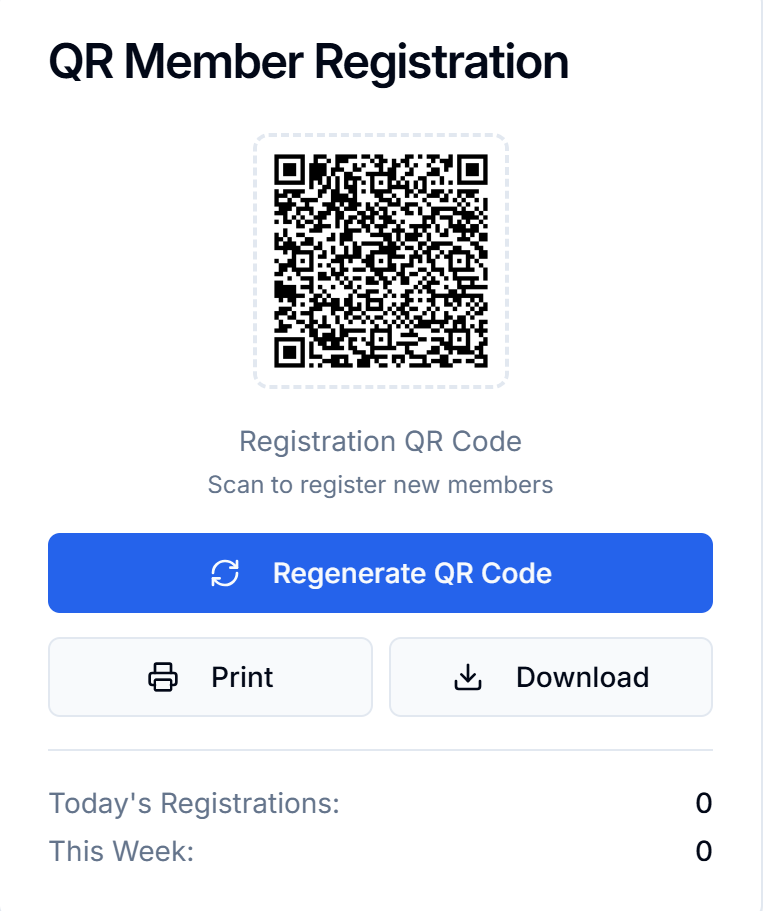 QR Member Registration
Registration QR Code
Scan to register new members
Regenerate QR Code
Print
Download
Today's Registrations: 0
This Week: 0